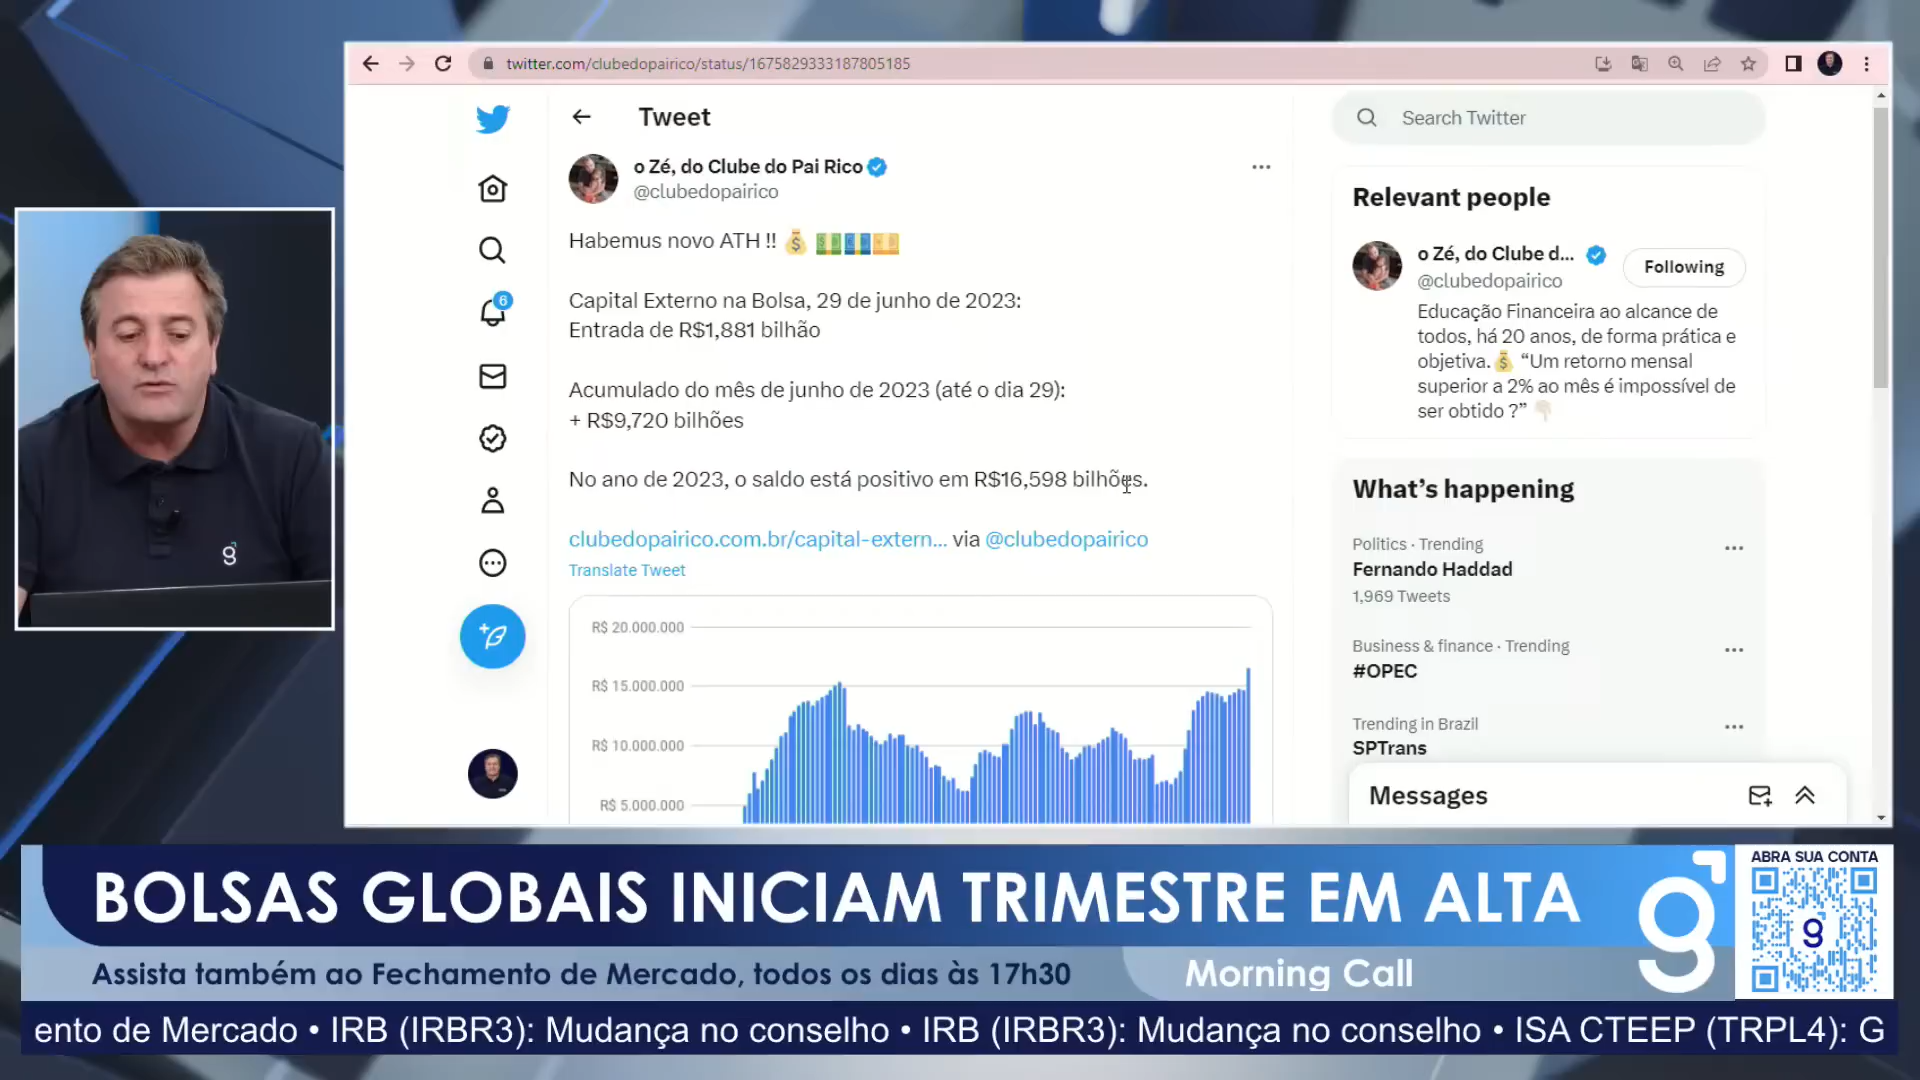 twitter.com/clubedopairico/status/1675829333187805185
Tweet
Search Twitter
o Zé, do Clube do Pai Rico
@clubedopairico
Habemus novo ATH !!
Capital Externo na Bolsa, 29 de junho de 2023:
Entrada de R$1,881 bilhão
Acumulado do mês de junho de 2023 (até o dia 29):
+ R$9,720 bilhões
No ano de 2023, o saldo está positivo em R$16,598 bilhões.
clubedopairico.com.br/capital-extern... via @clubedopairico
Translate Tweet
R$ 20.000.000
R$ 15.000.000
R$ 10.000.000
R$ 5.000.000
6
Relevant people
o Zé, do Clube d...
Following
@clubedopairico
Educação Financeira ao alcance de
todos, há 20 anos, de forma prática e
objetiva. “Um retorno mensal
superior a 2% ao mês é impossível de
ser obtido ?”
What’s happening
Politics · Trending
Fernando Haddad
1,969 Tweets
Business & finance · Trending
#OPEC
Trending in Brazil
SPTrans
Messages
g
BOLSAS GLOBAIS INICIAM TRIMESTRE EM ALTA
g
ABRA SUA CONTA
g
Assista também ao Fechamento de Mercado, todos os dias às 17h30
Morning Call
ento de Mercado • IRB (IRBR3): Mudança no conselho • IRB (IRBR3): Mudança no conselho • ISA CTEEP (TRPL4): G